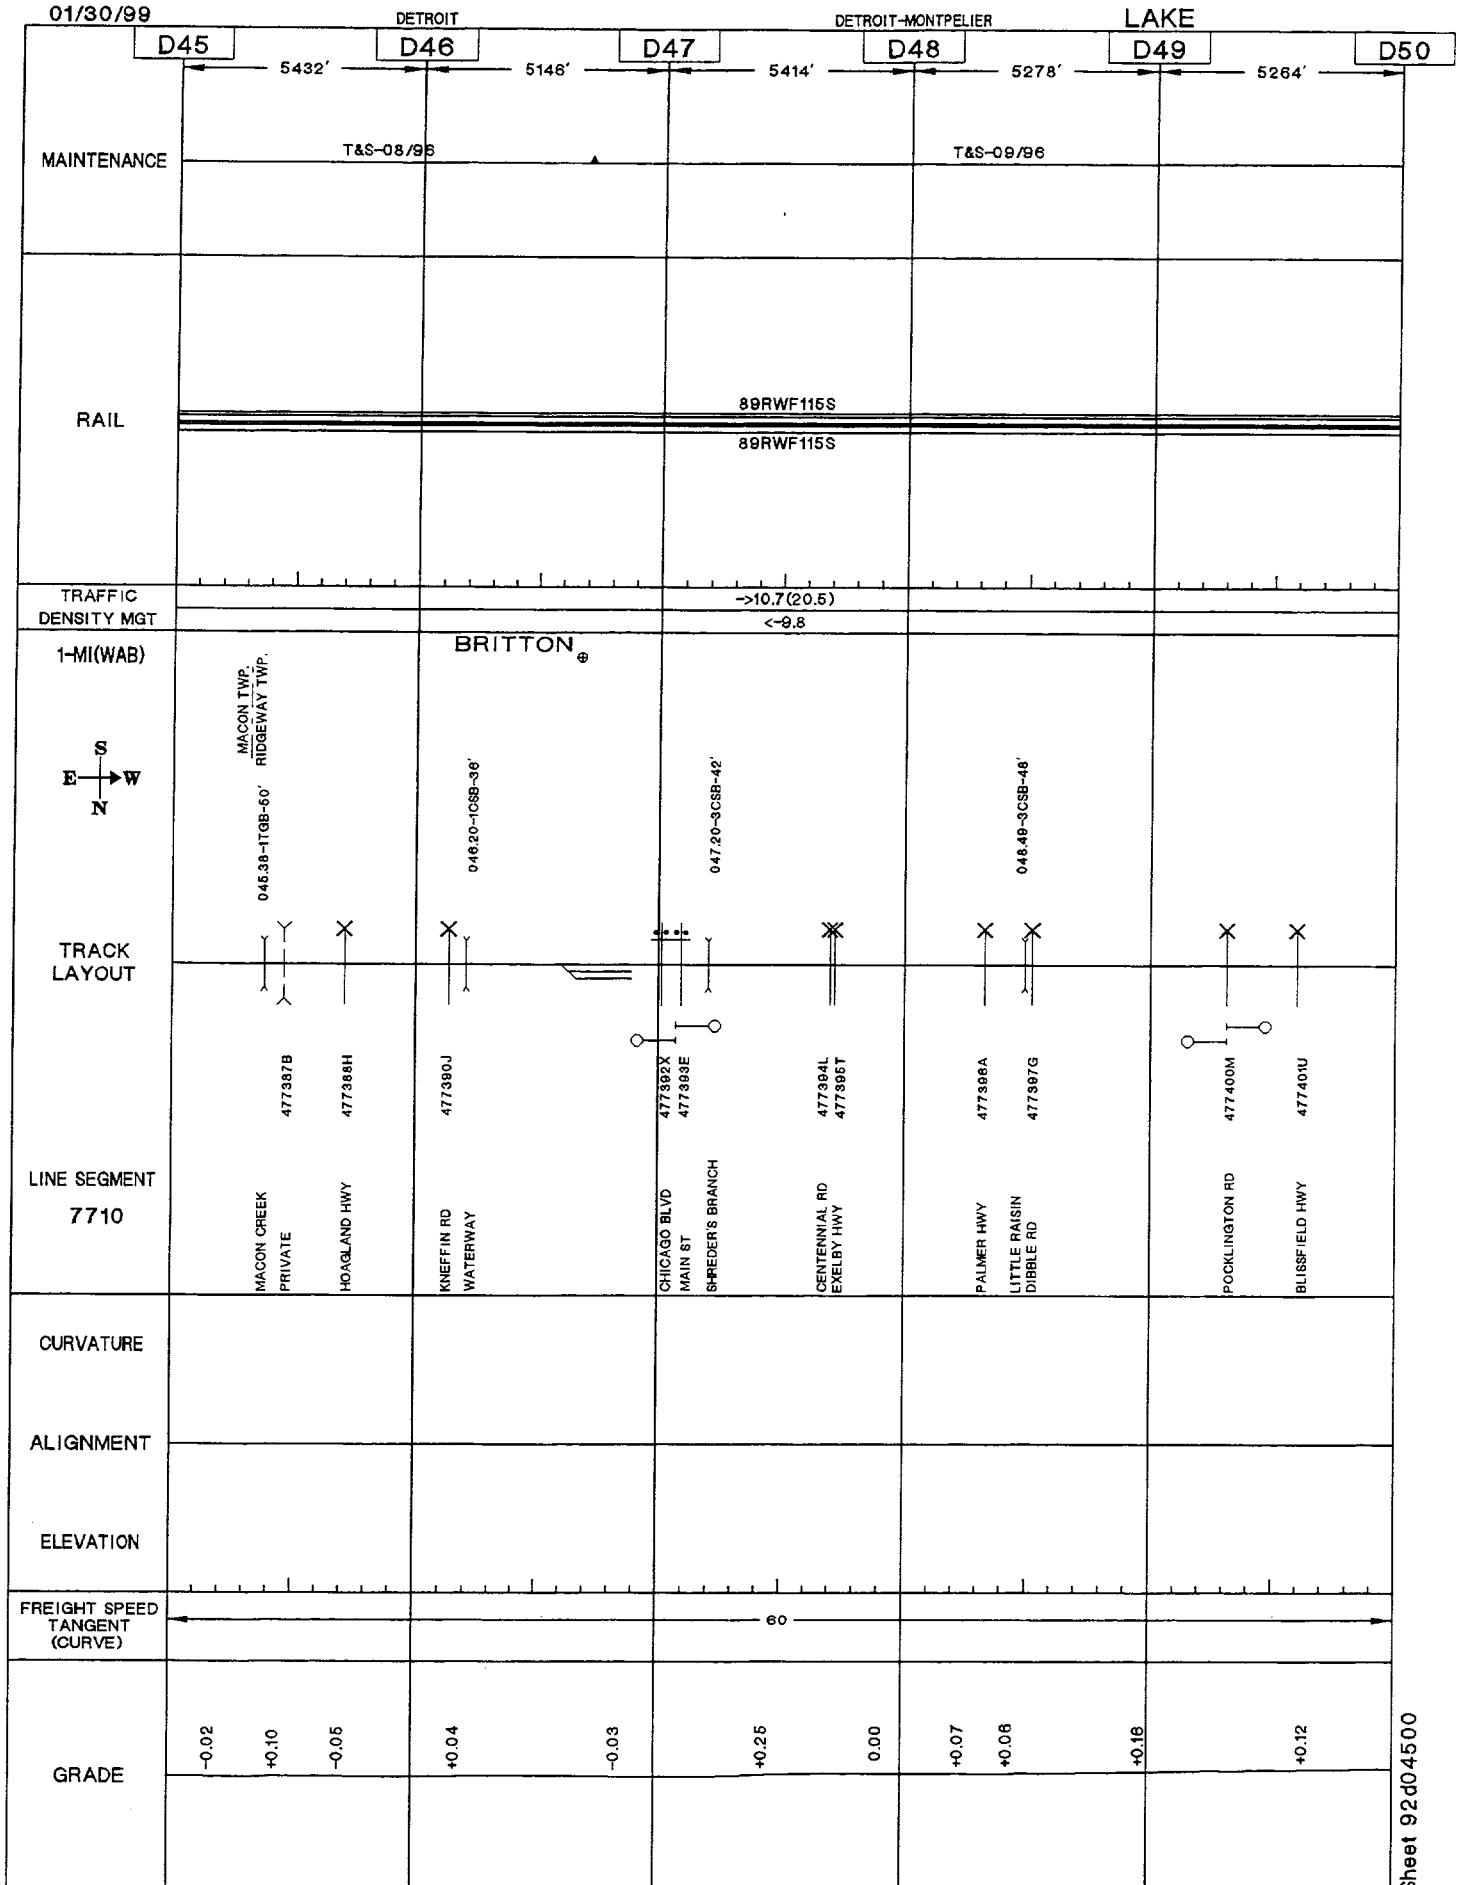 01/30/99 DETROIT DETROIT-MONTPELIER LAKE
D45 D46 D47 D48 D49 D50
5432' 5146' 5414' 5278' 5264'
MAINTENANCE T&S-08/96 T&S-09/96
89RWF115S
RAIL
89RWF115S
TRAFFIC
DENSITY MGT
->10.7(20.5)
<-9.8
1-MI(WAB)
BRITTON
MACON TWP.
RIDGEWAY TWP.
S
E W
N
045.38-1TGB-50'
046.20-1CSB-36'
047.20-3CSB-42'
048.49-3CSB-48'
TRACK
LAYOUT
477387B
477388H
477390J
477392X
477393E
477394L
477395T
477396A
477397G
477400M
477401U
LINE SEGMENT
7710
MACON CREEK
PRIVATE
HOAGLAND HWY
KNEFFIN RD
WATERWAY
CHICAGO BLVD
MAIN ST
SHREDER'S BRANCH
CENTENNIAL RD
EXELBY HWY
PALMER HWY
LITTLE RAISIN
DIBBLE RD
POCKLINGTON RD
BLISSFIELD HWY
CURVATURE
ALIGNMENT
ELEVATION
FREIGHT SPEED
TANGENT
(CURVE)
60
GRADE
-0.02
+0.10
-0.05
+0.04
-0.03
+0.25
0.00
+0.07
+0.06
+0.18
+0.12
Sheet 92d04500